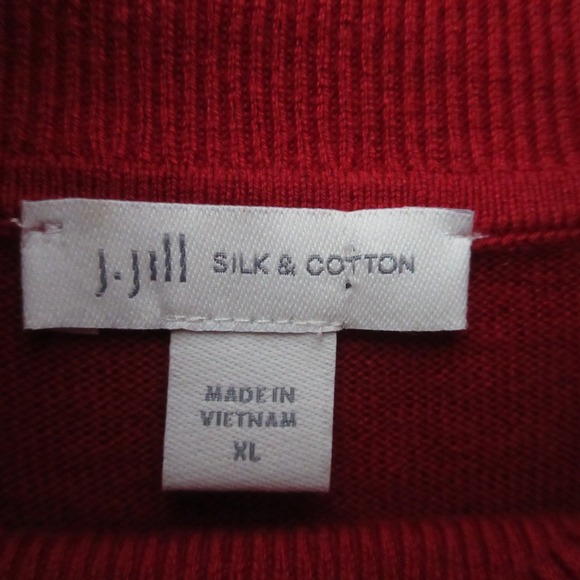 J.Jill SILK & COTTON
MADE IN
VIETNAM
XL